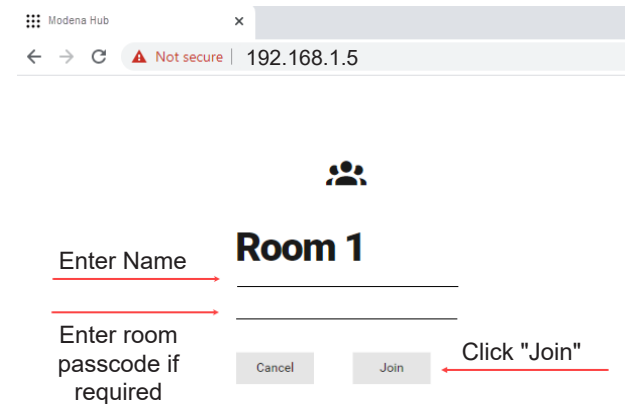 Modena Hub
Not secure | 192.168.1.5
Room 1
Enter Name
Enter room
passcode if
required
Cancel
Join
Click "Join"